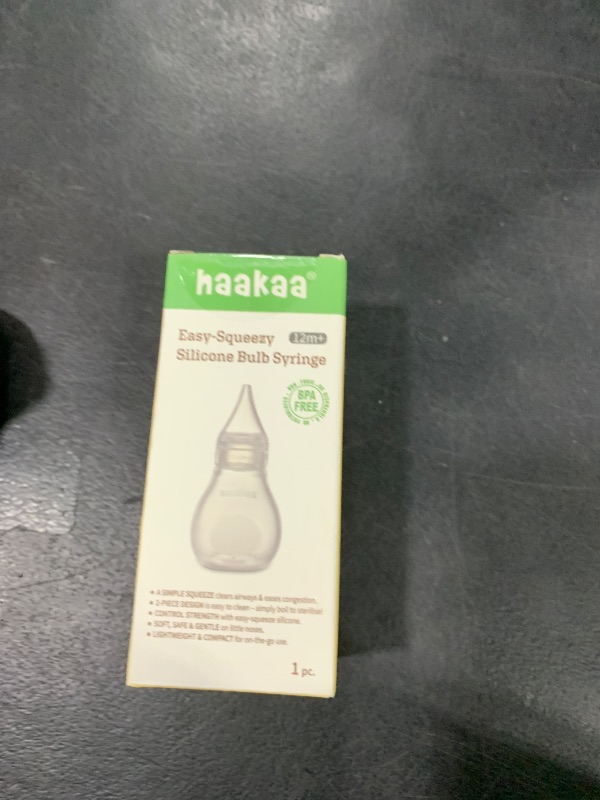 haakaa®
Easy-Squeezy 12m+
Silicone Bulb Syringe
BPA
FREE
• A SIMPLE SQUEEZE clears airways & eases congestion.
• 2-PIECE DESIGN is easy to clean – simply boil to sterilise!
• CONTROL STRENGTH with easy-squeeze silicone.
• SOFT, SAFE & GENTLE on little noses.
• LIGHTWEIGHT & COMPACT for on-the-go use.
1 pc.